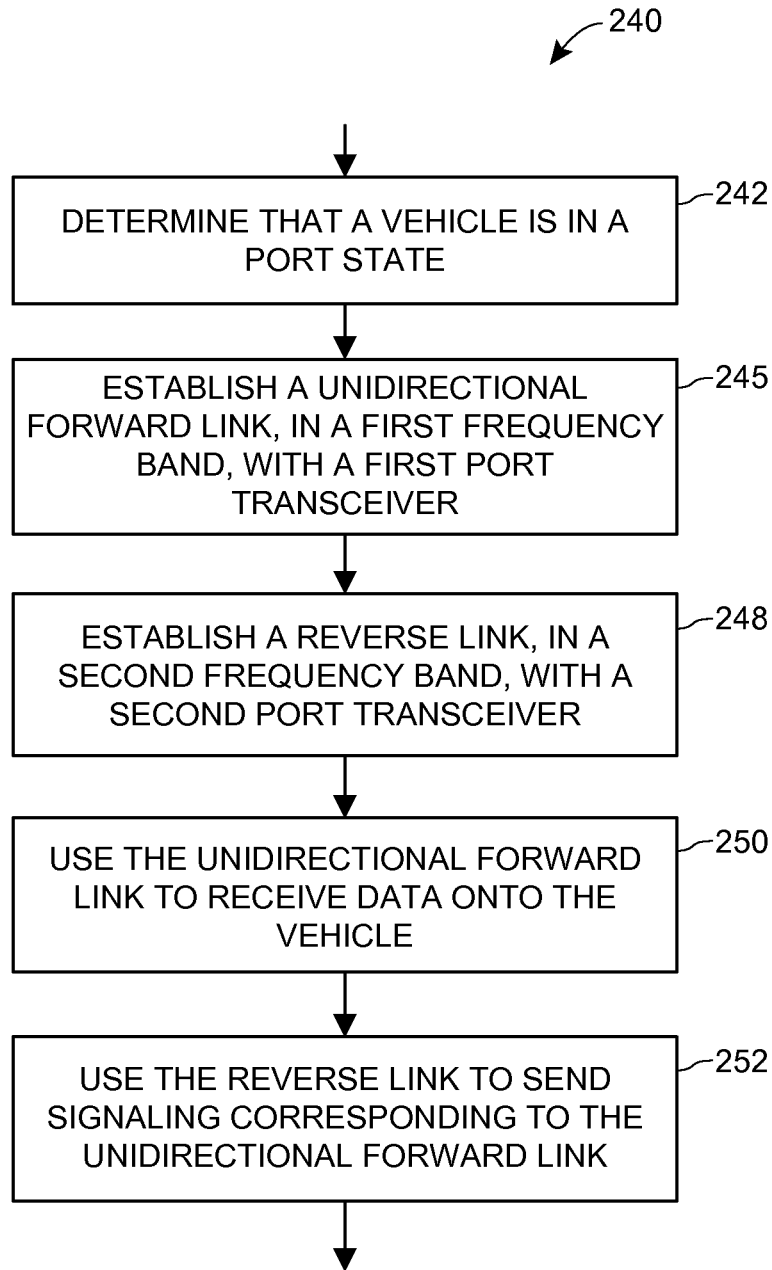 240
DETERMINE THAT A VEHICLE IS IN A
PORT STATE
242
ESTABLISH A UNIDIRECTIONAL
FORWARD LINK, IN A FIRST FREQUENCY
BAND, WITH A FIRST PORT
TRANSCEIVER
245
ESTABLISH A REVERSE LINK, IN A
SECOND FREQUENCY BAND, WITH A
SECOND PORT TRANSCEIVER
248
USE THE UNIDIRECTIONAL FORWARD
LINK TO RECEIVE DATA ONTO THE
VEHICLE
250
USE THE REVERSE LINK TO SEND
SIGNALING CORRESPONDING TO THE
UNIDIRECTIONAL FORWARD LINK
252